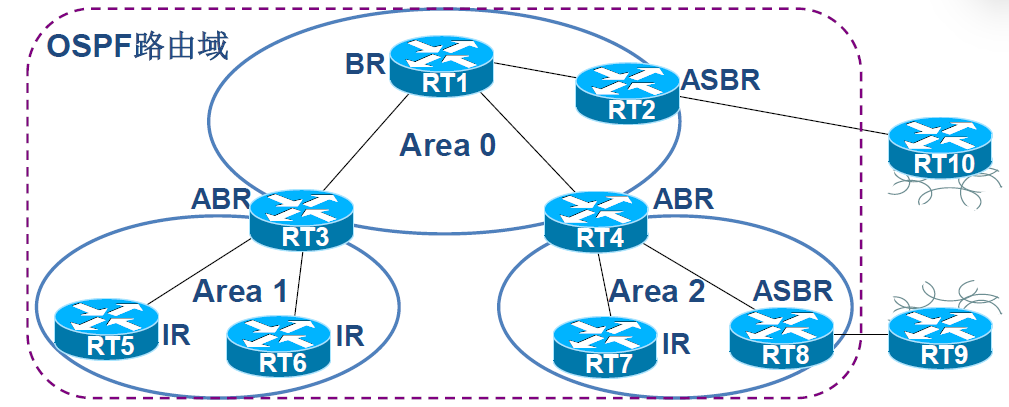 OSPF路由域
BR
RT1
ASBR
RT2
Area 0
RT10
ABR
RT3
ABR
RT4
Area 1
Area 2
ASBR
RT5
IR
RT6
IR
RT7
IR
RT8
RT9